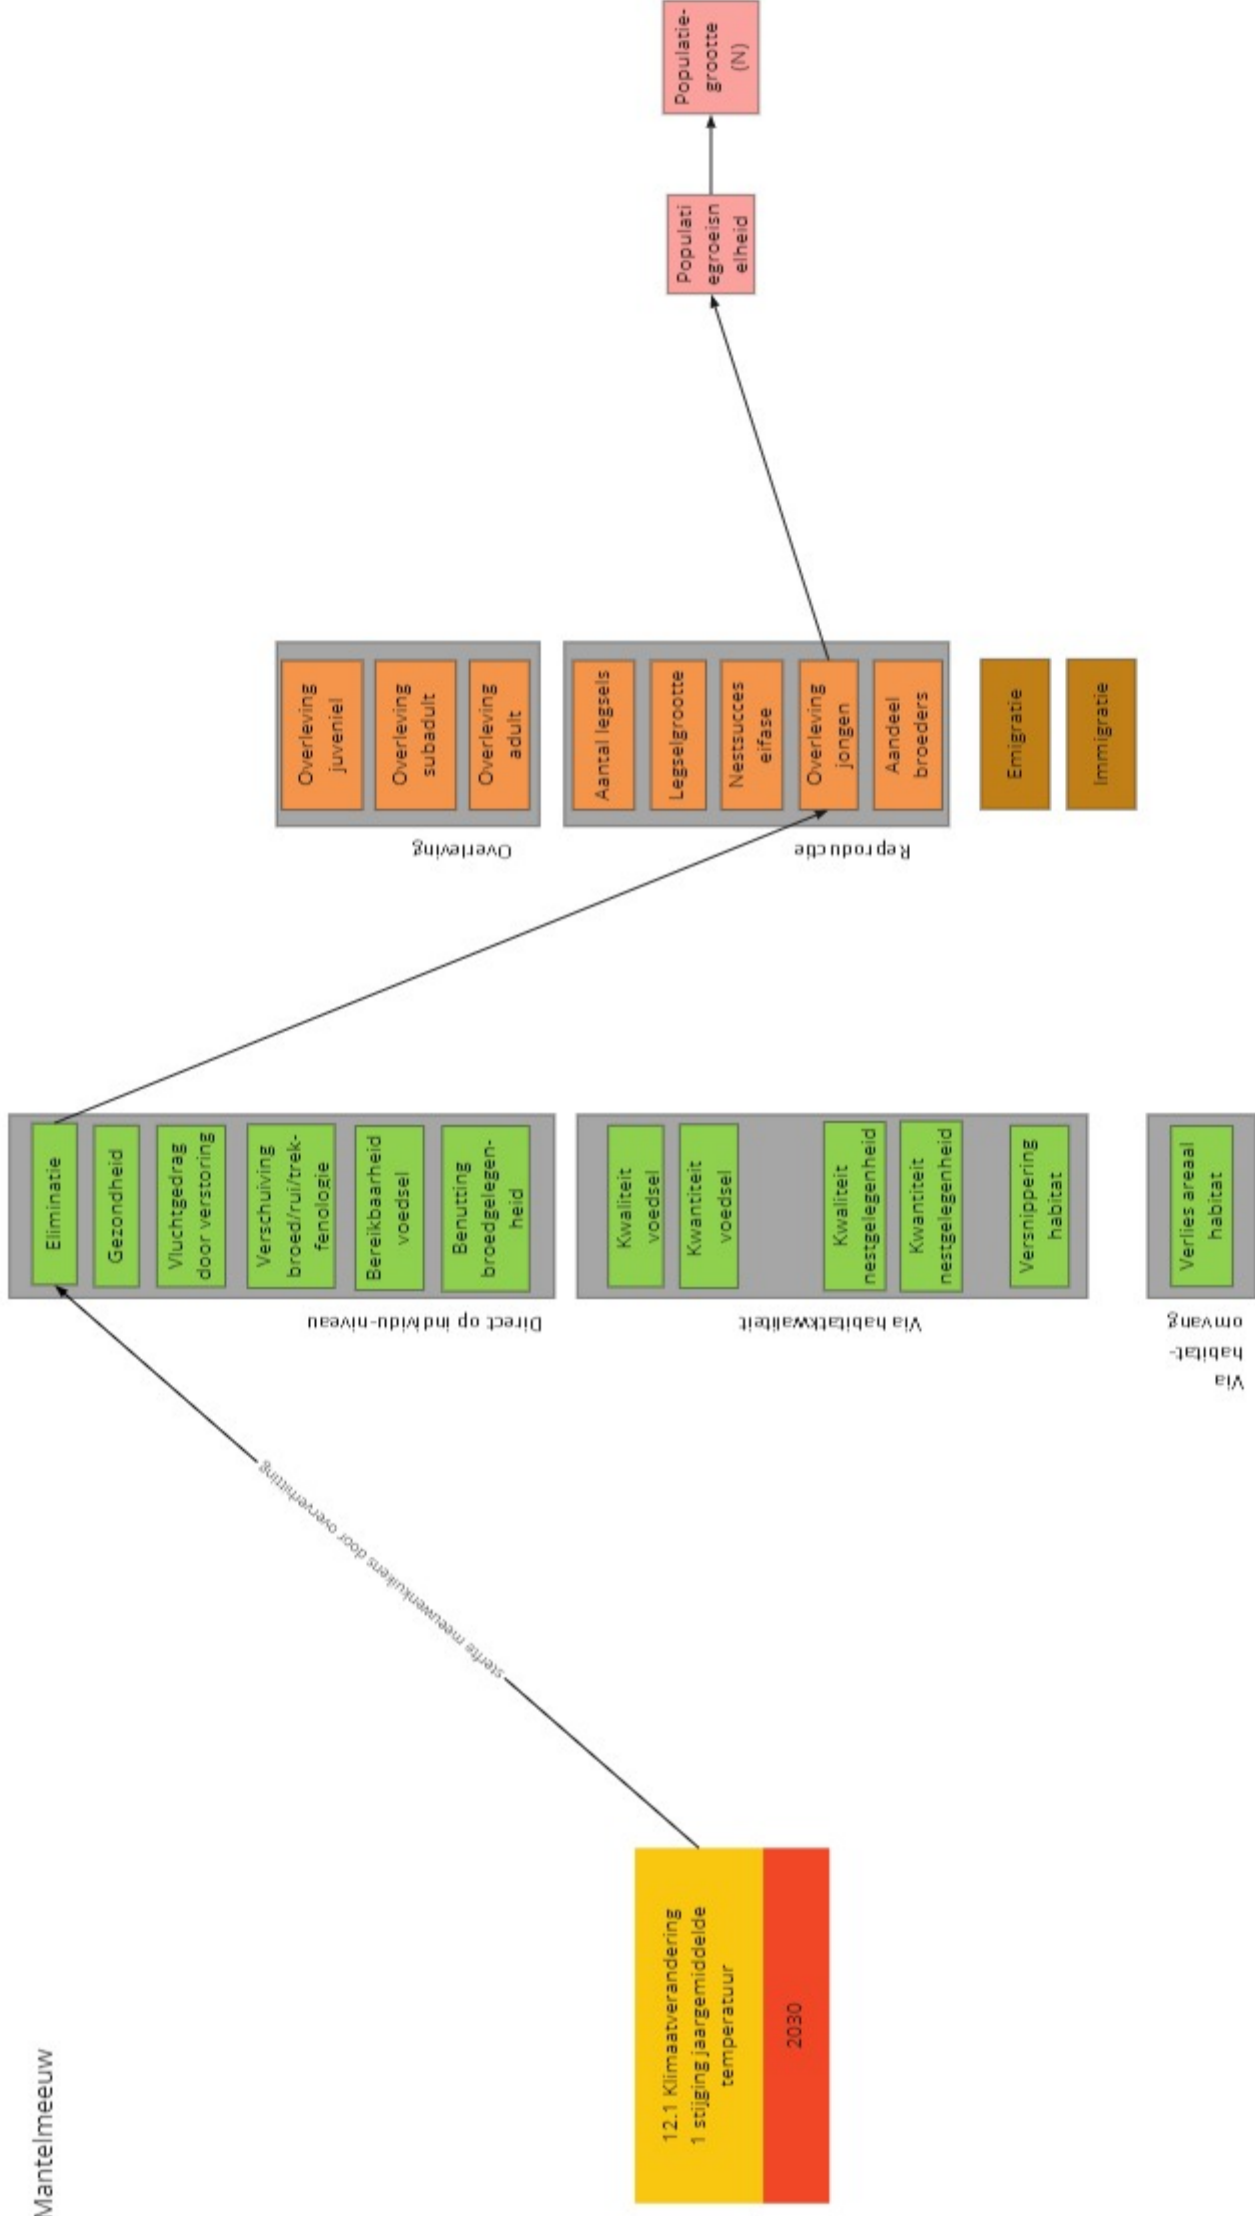 Mantelmeeuw
12.1 Klimaatverandering
1 stijging jaargemiddelde
temperatuur
2030
sterfte meeuwenkuikens door oververhitting
Direct op individu-niveau
Eliminatie
Gezondheid
Vluchtgedrag
door verstoring
Verschuiving
broed/rui/trek-
fenologie
Bereikbaarheid
voedsel
Benutting
broedgelegen-
heid
Via habitatkwaliteit
Kwaliteit
voedsel
Kwantiteit
voedsel
Kwaliteit
nestgelegenheid
Kwantiteit
nestgelegenheid
Versnippering
habitat
Via
habitat-
omvang
Verlies areaal
habitat
Overleving
Overleving
juveniel
Overleving
subadult
Overleving
adult
Reproductie
Aantal legsels
Legselgrootte
Nestsucces
eifase
Overleving
jongen
Aandeel
broeders
Emigratie
Immigratie
Populati
egroeisn
elheid
Populatie-
grootte
(N)